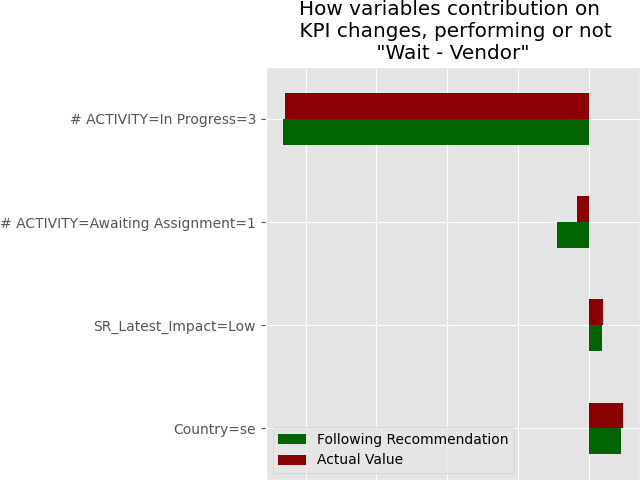 How variables contribution on
KPI changes, performing or not
"Wait - Vendor"
# ACTIVITY=In Progress=3
# ACTIVITY=Awaiting Assignment=1
SR_Latest_Impact=Low
Country=se
Following Recommendation
Actual Value